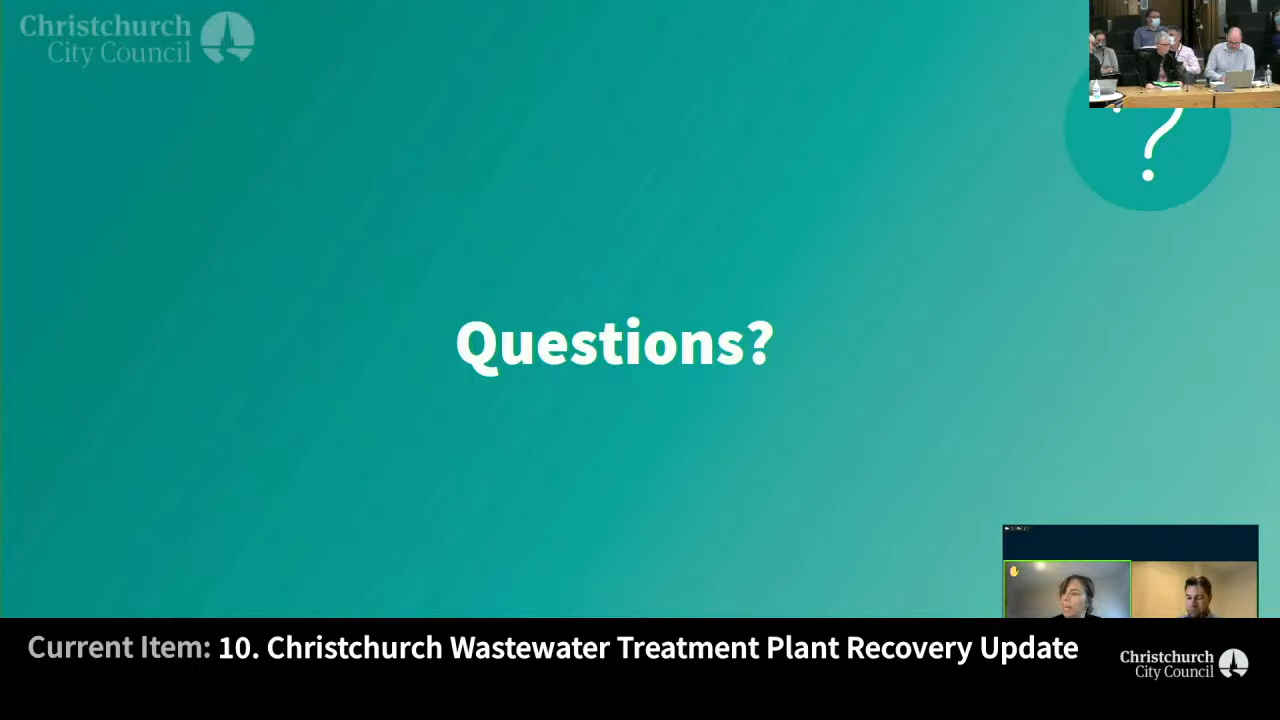 Christchurch
City Council
?
Questions?
Current Item: 10. Christchurch Wastewater Treatment Plant Recovery Update
Christchurch
City Council